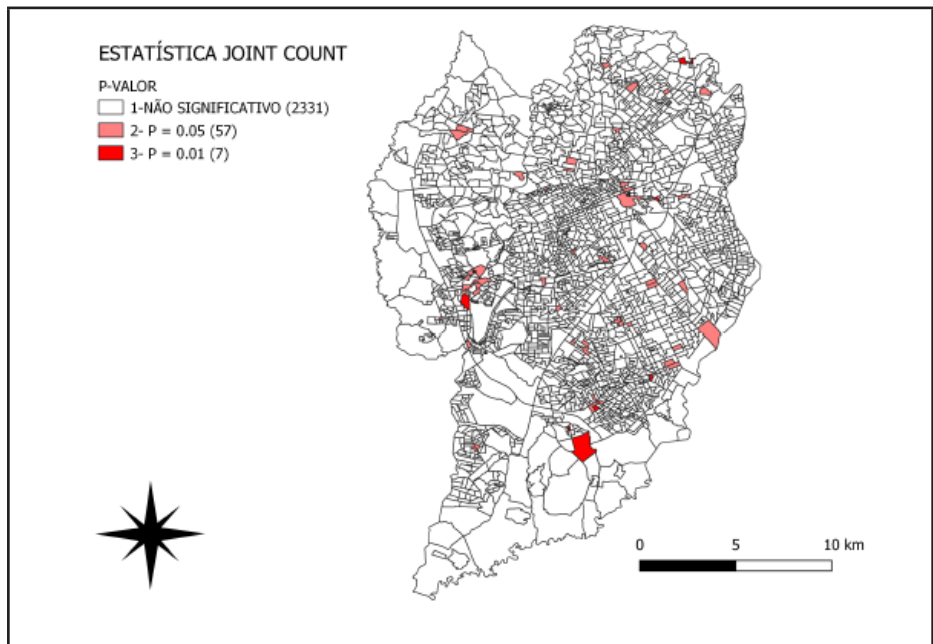 ESTATÍSTICA JOINT COUNT
P-VALOR
1-NÃO SIGNIFICATIVO (2331)
2- P = 0.05 (57)
3- P = 0.01 (7)
0 5 10 km